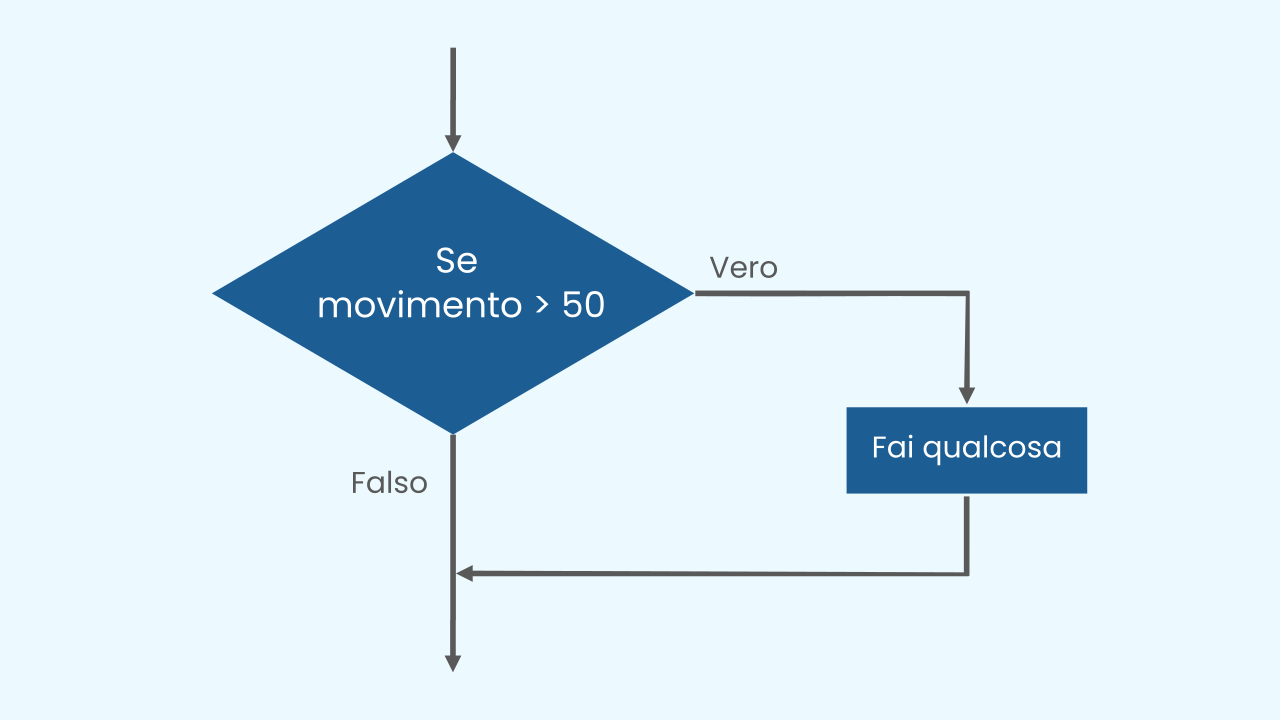 Se
movimento > 50
Vero
Fai qualcosa
Falso